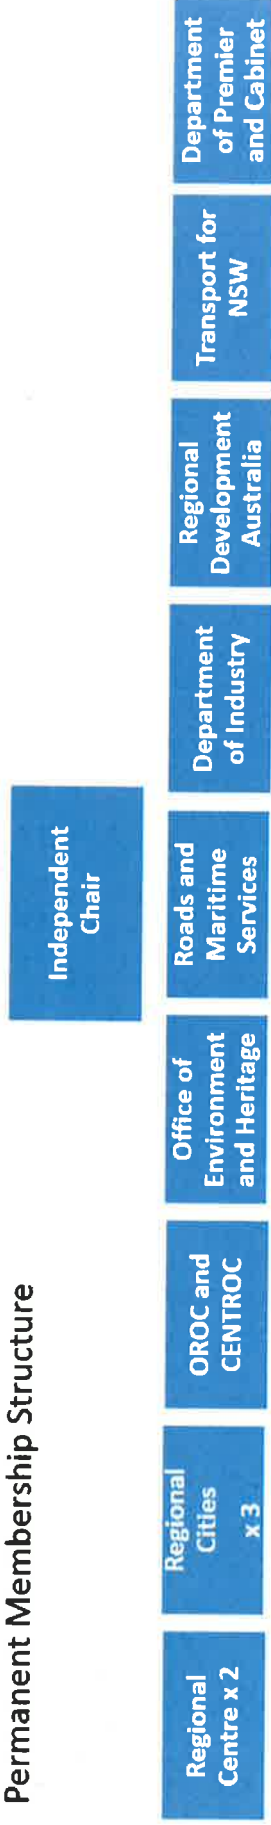 Permanent Membership Structure
Independent
Chair
Regional
Centre x 2
Regional
Cities
x 3
OROC and
CENTROC
Office of
Environment
and Heritage
Roads and
Maritime
Services
Department
of Industry
Regional
Development
Australia
Transport for
NSW
Department
of Premier
and Cabinet